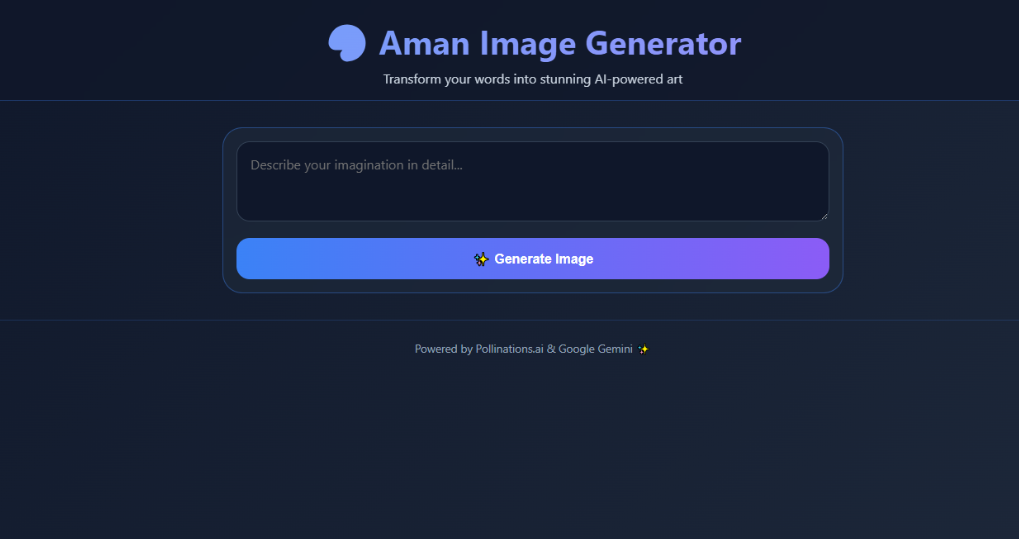 Aman Image Generator
Transform your words into stunning AI-powered art
Describe your imagination in detail...
✨ Generate Image
Powered by Pollinations.ai & Google Gemini ✨